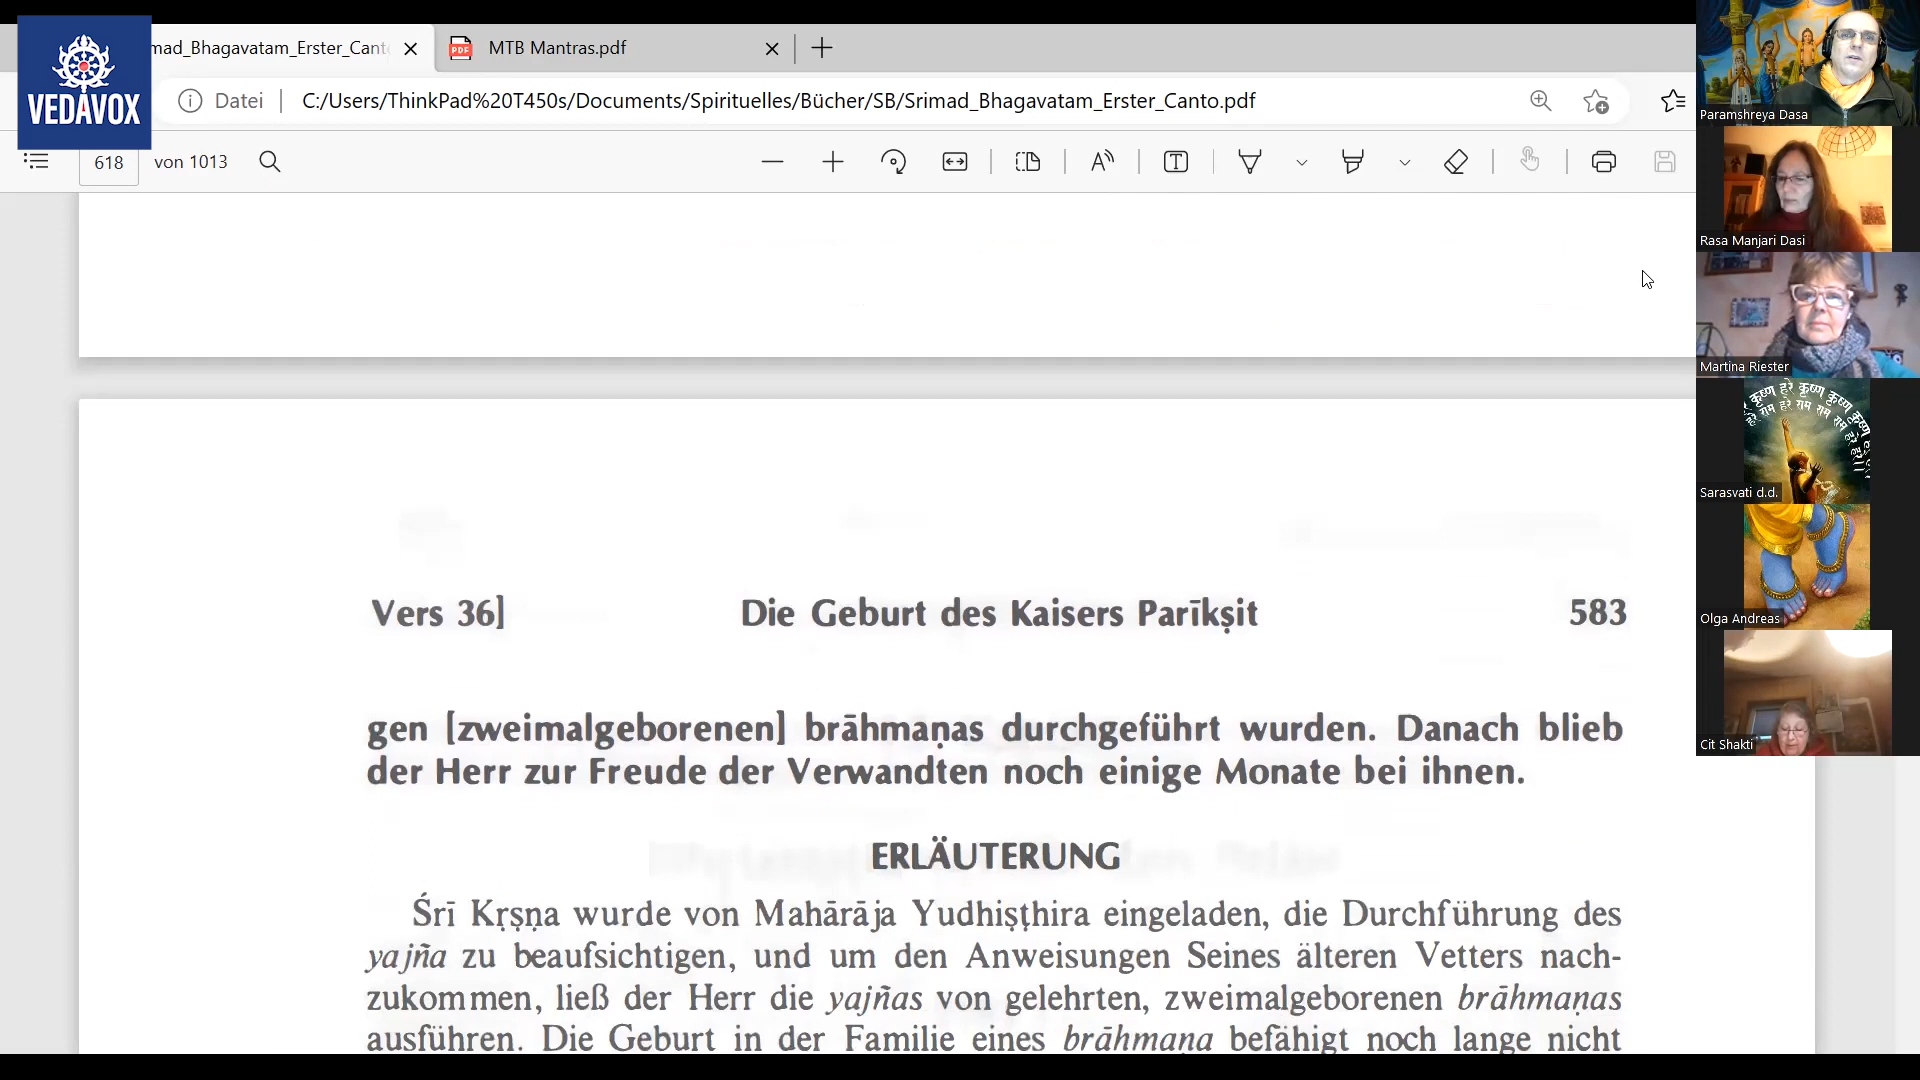 mad_Bhagavatam_Erster_Cant
MTB Mantras.pdf
PDF
VEDAVOX
Datei
C:/Users/ThinkPad%20T450s/Documents/Spirituelles/Bücher/SB/Srimad_Bhagavatam_Erster_Canto.pdf
618 von 1013
Vers 36]
Die Geburt des Kaisers Parīkṣit
583
gen [zweimalgeborenen] brāhmaṇas durchgeführt wurden. Danach blieb
der Herr zur Freude der Verwandten noch einige Monate bei ihnen.
ERLÄUTERUNG
Śrī Kṛṣṇa wurde von Mahārāja Yudhiṣṭhira eingeladen, die Durchführung des
yajña zu beaufsichtigen, und um den Anweisungen Seines älteren Vetters nach-
zukommen, ließ der Herr die yajñas von gelehrten, zweimalgeborenen brāhmaṇas
ausführen. Die Geburt in der Familie eines brāhmaṇa befähigt noch lange nicht
Paramshreya Dasa
Rasa Manjari Dasi
Martina Riester
Sarasvati d.d.
Olga Andreas
Cit Shakti